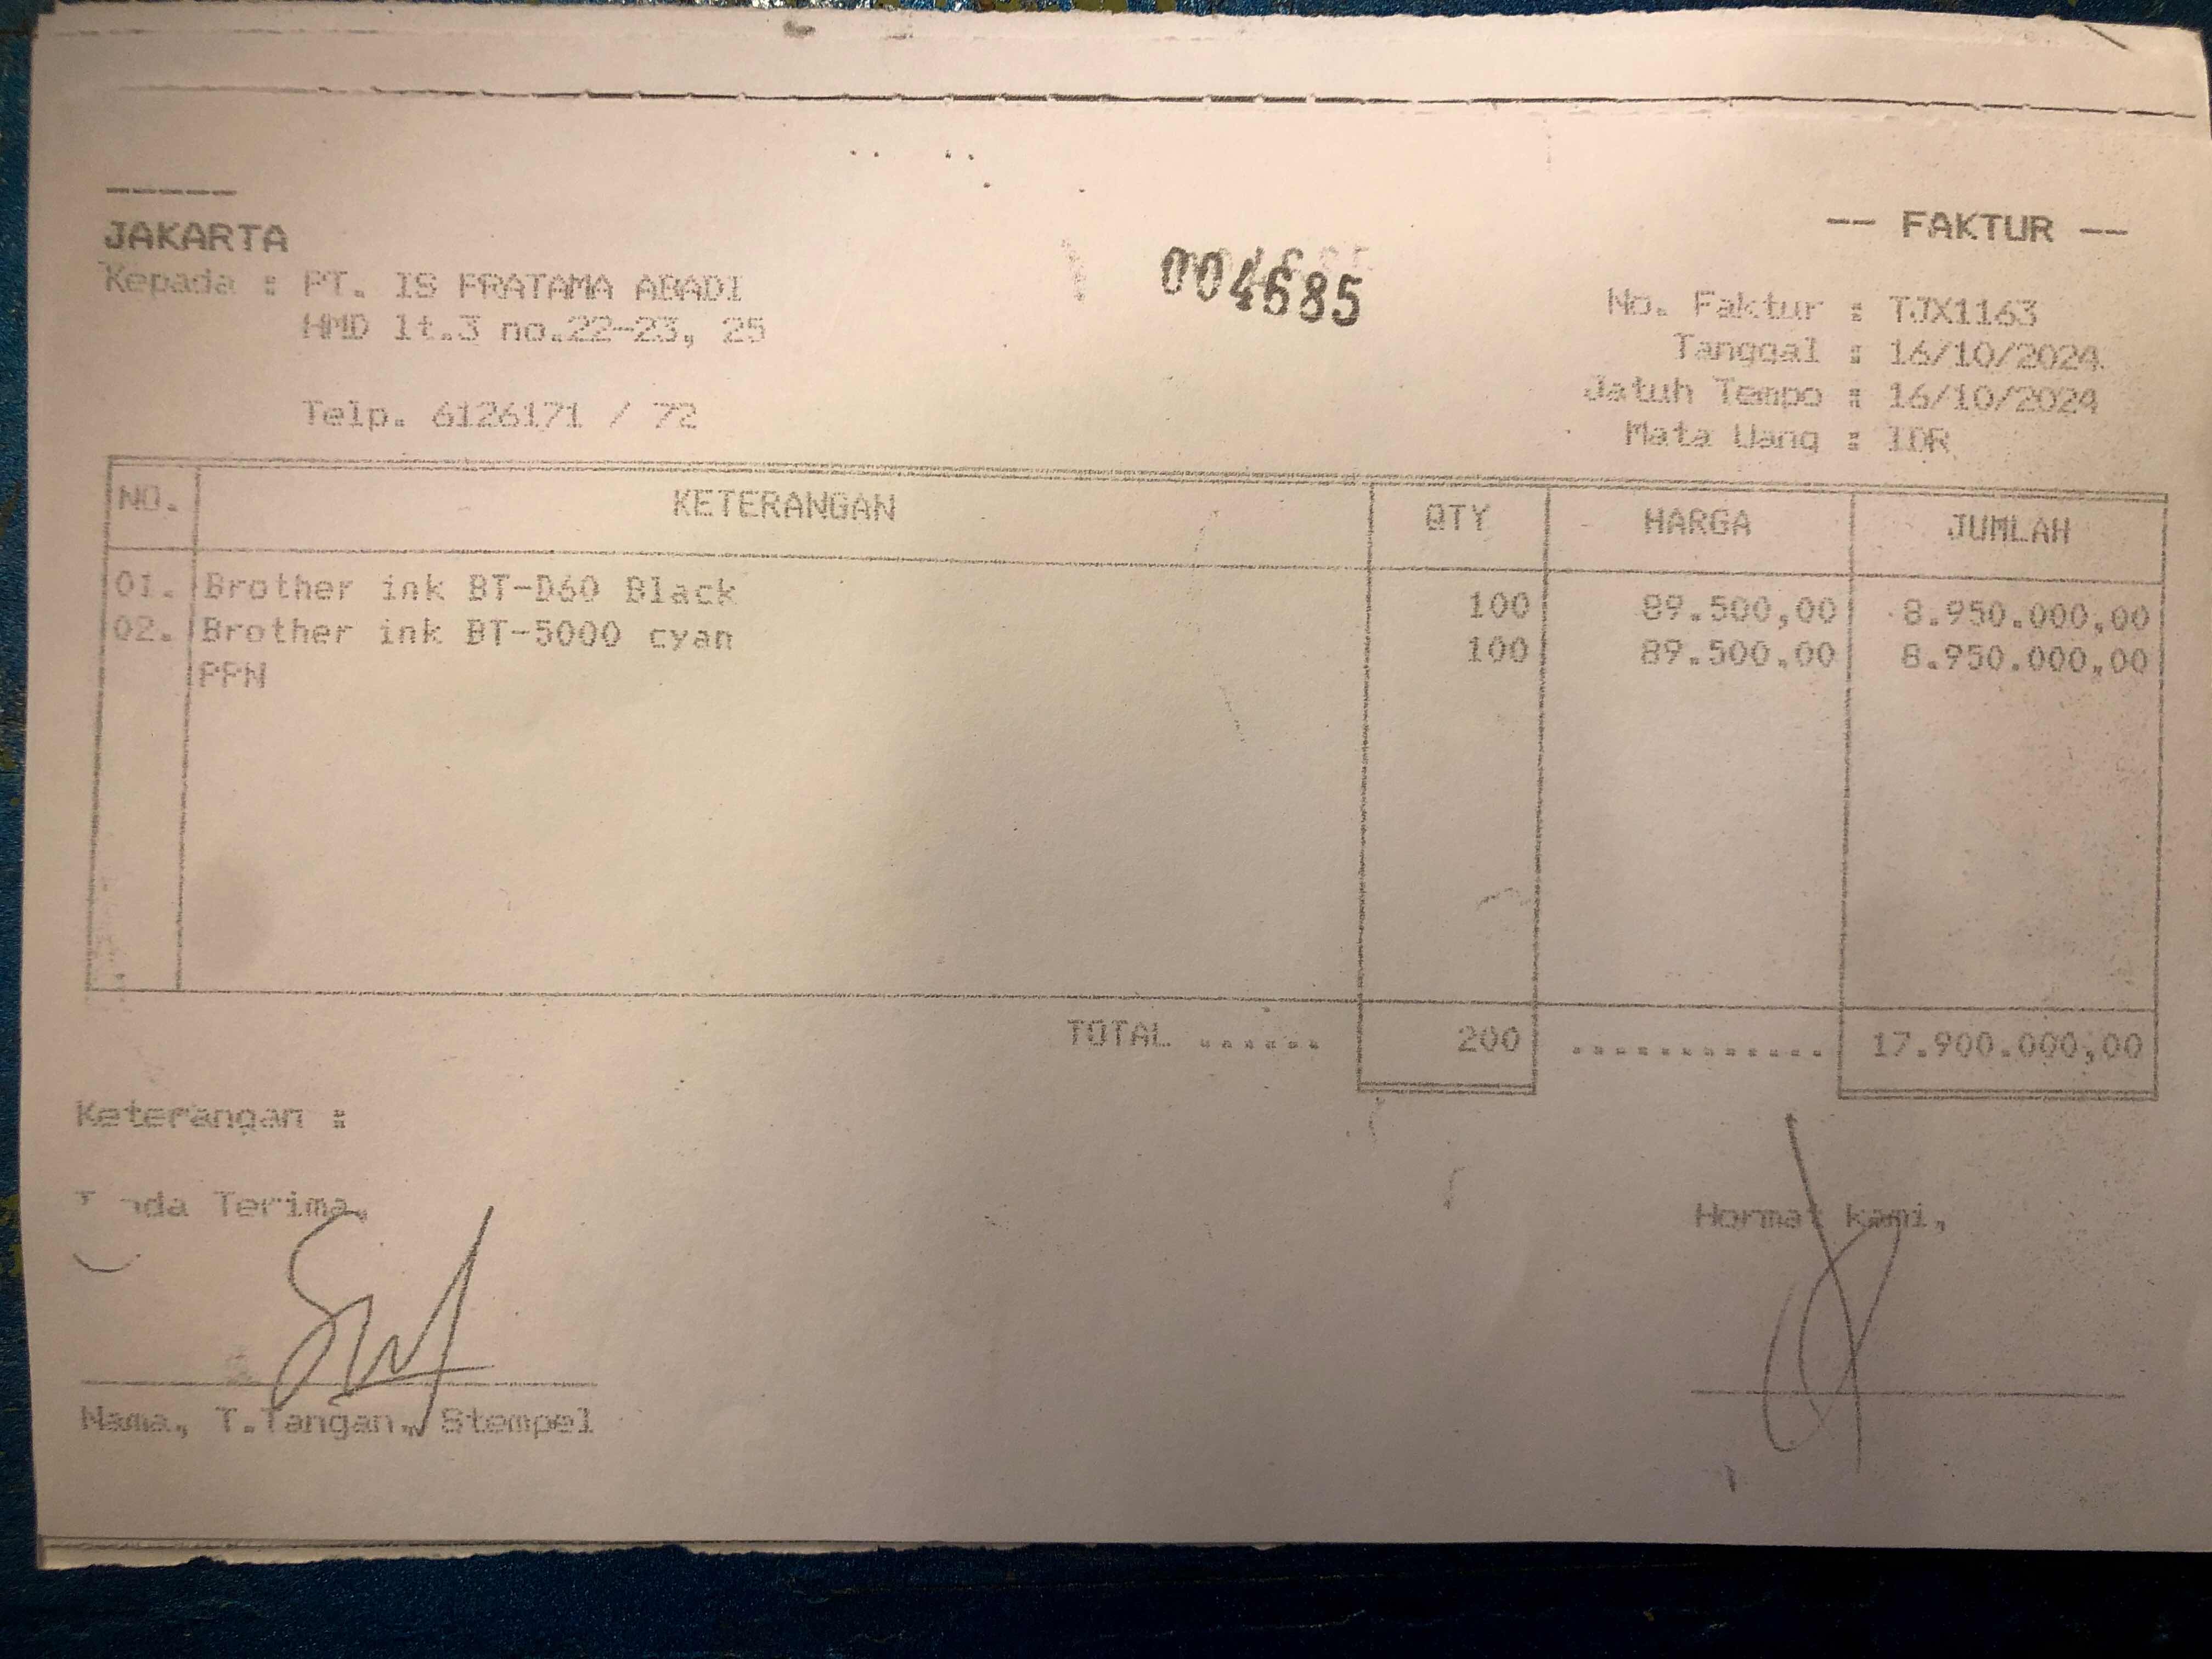 JAKARTA
-- FAKTUR --
Kepada : PT. IS PRATAMA ABADI
004685
HMD lt.3 no.22-23, 25
No. Faktur : TJX1163
Tanggal : 16/10/2024
Jatuh Tempo : 16/10/2024
Telp. 6126171 / 72
Mata Uang : IDR
NO. KETERANGAN QTY HARGA JUMLAH
01. Brother ink BT-D60 Black 100 89.500,00 8.950.000,00
02. Brother ink BT-5000 cyan 100 89.500,00 8.950.000,00
PPN
TOTAL ...... 200 ............ 17.900.000,00
Keterangan :
Terima,
Hormat kami,
Nama, T.Tangan, Stempel